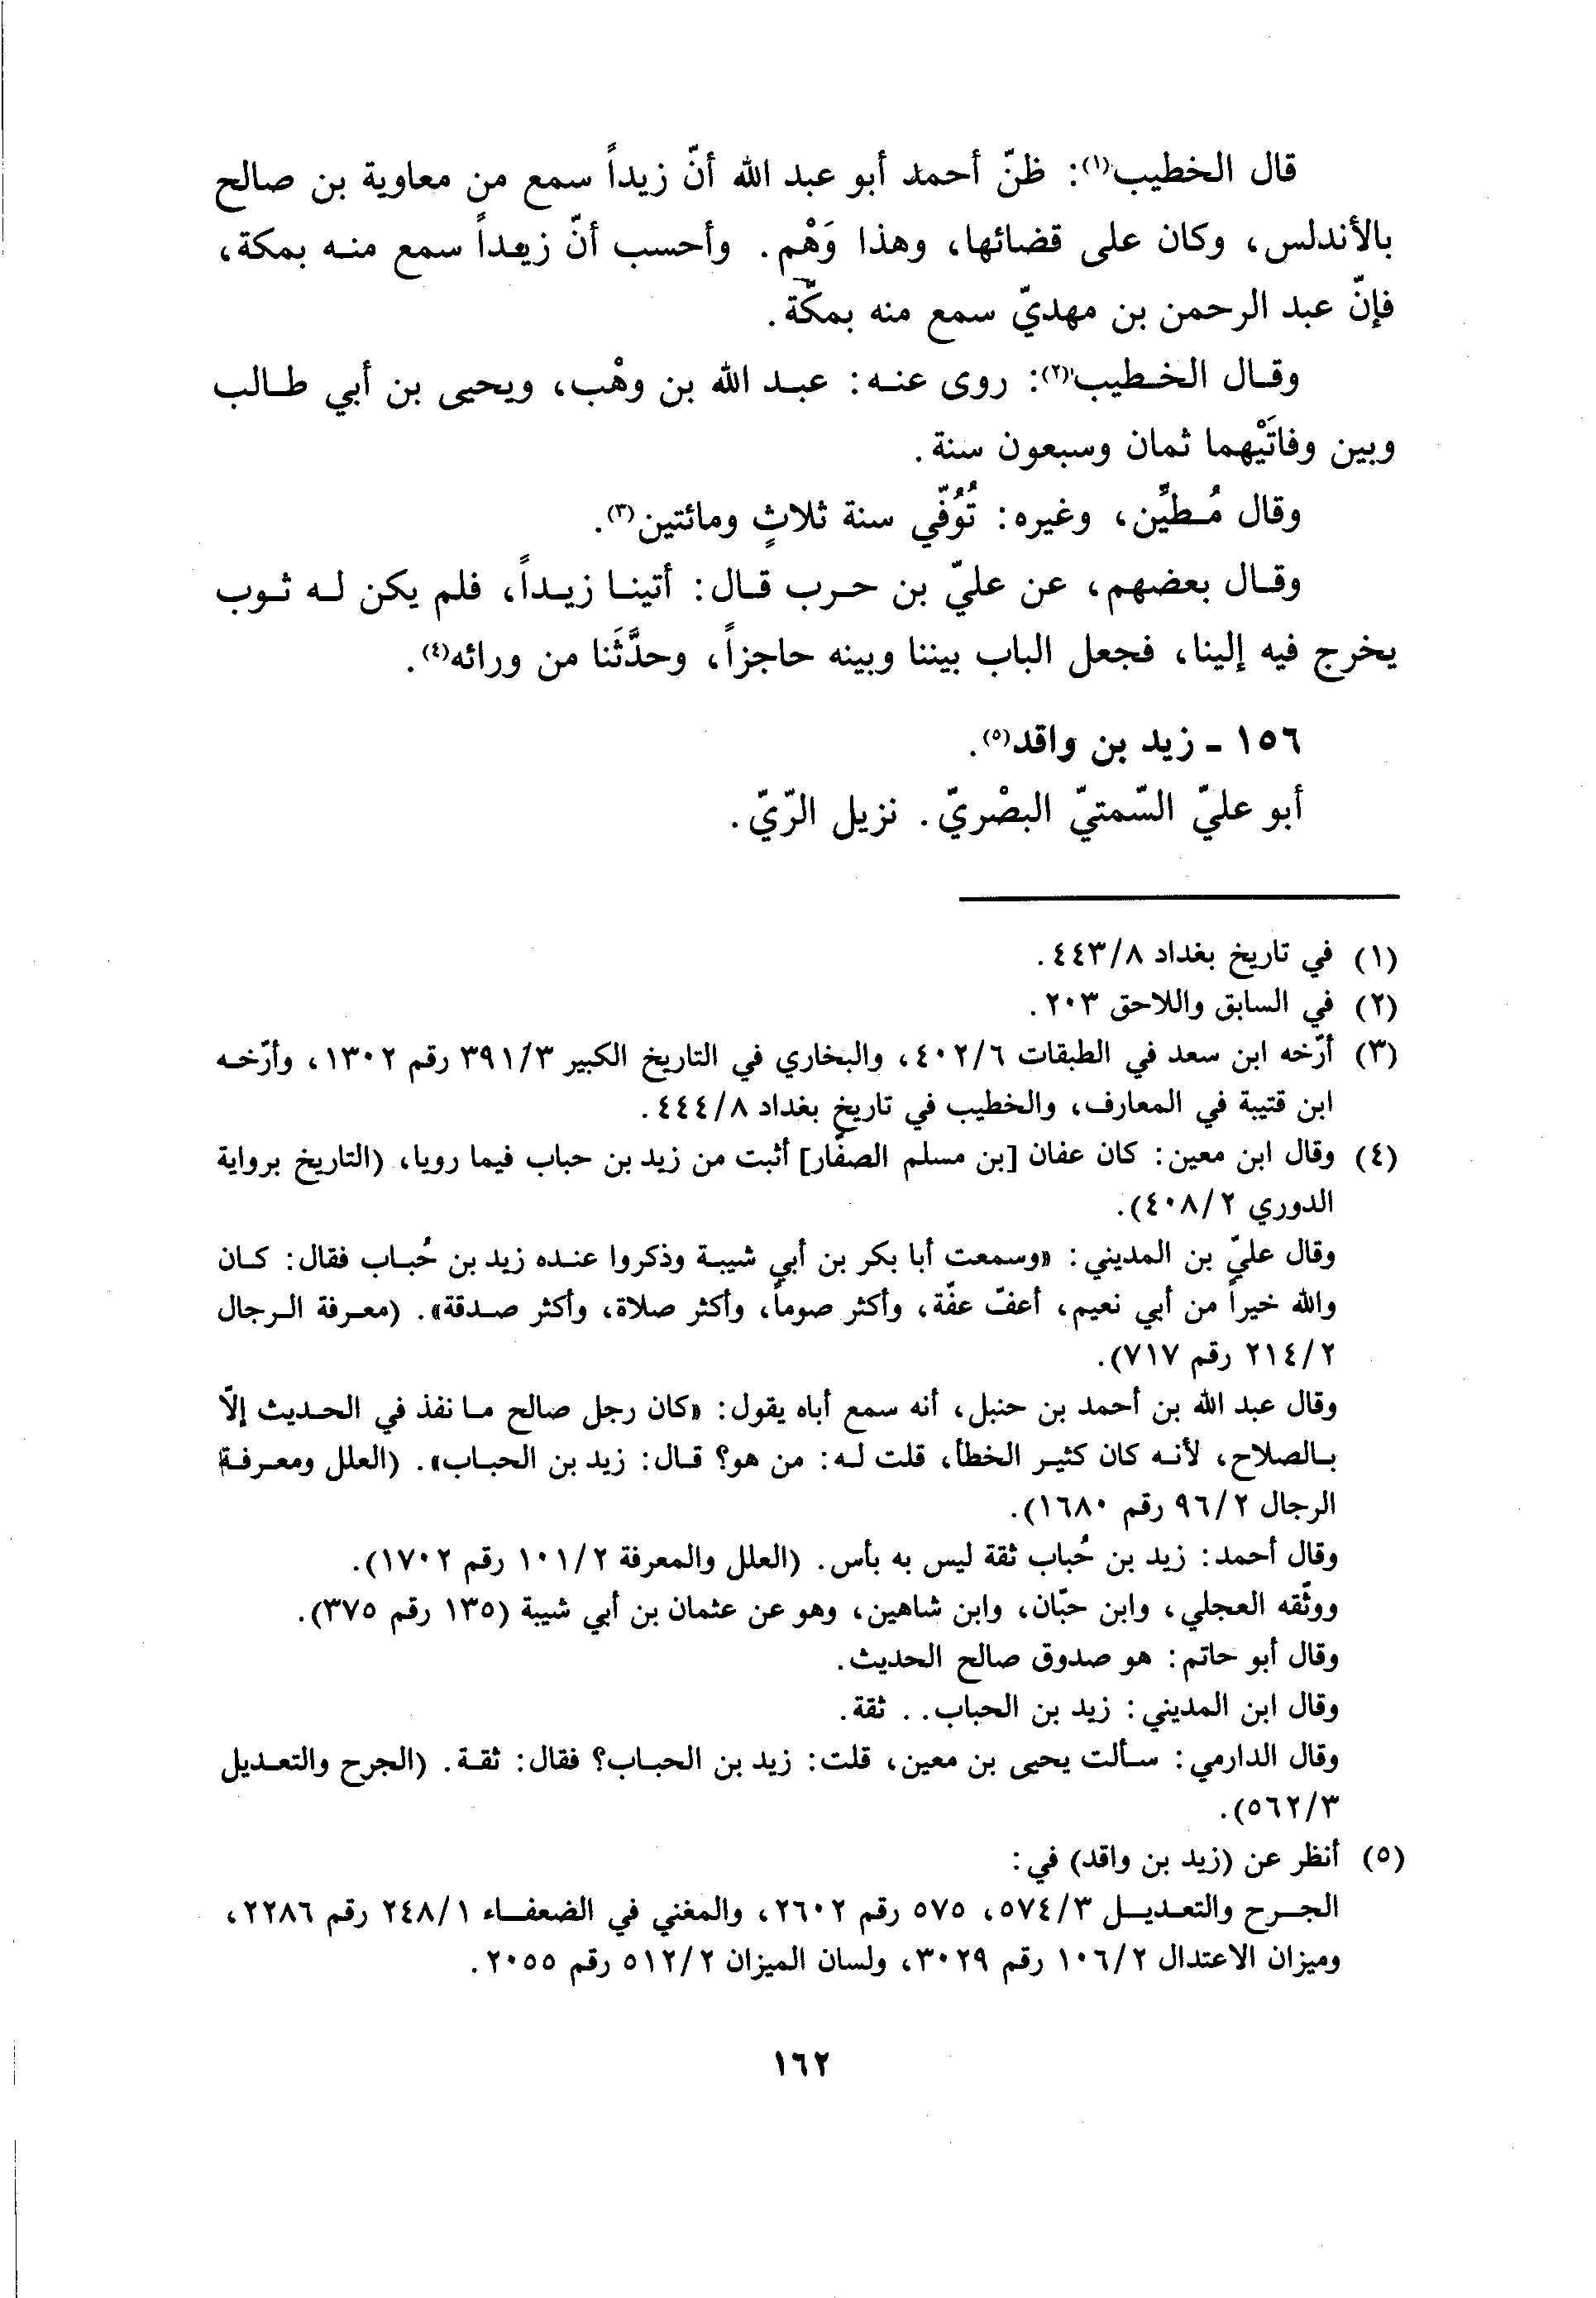 قال الخطيب(١): ظنّ أحمد أبو عبد الله أنّ زيداً سمع من معاوية بن صالح
بالأندلس، وكان على قضائها، وهذا وَهْم. وأحسب أنّ زيداً سمع منه بمكة،
فإنّ عبد الرحمن بن مهديّ سمع منه بمكّة.
وقال الخطيب(٢): روى عنه: عبد الله بن وهْب، ويحيى بن أبي طالب
وبين وفاتَيْهما ثمان وسبعون سنة.
وقال مُطيَّن، وغيره: تُوُفّي سنة ثلاثٍ ومائتين(٣).
وقال بعضهم، عن عليّ بن حرب قال: أتينا زيداً، فلم يكن له ثوب
يخرج فيه إلينا، فجعل الباب بيننا وبينه حاجزاً، وحدَّثَنا من ورائه(٤).
١٥٦ - زيد بن واقد(٥).
أبو عليّ السّمتيّ البصْريّ. نزيل الرّيّ.
(١) في تاريخ بغداد ٤٤٣/٨.
(٢) في السابق واللاحق ٢٠٣.
(٣) أرّخه ابن سعد في الطبقات ٤٠٢/٦، والبخاري في التاريخ الكبير ٣٩١/٣ رقم ١٣٠٢، وأرّخه
ابن قتيبة في المعارف، والخطيب في تاريخ بغداد ٤٤٤/٨.
(٤) وقال ابن معين: كان عفان [بن مسلم الصفّار] أثبت من زيد بن حباب فيما رويا، (التاريخ برواية
الدوري ٤٠٨/٢).
وقال عليّ بن المديني: «وسمعت أبا بكر بن أبي شيبة وذكروا عنده زيد بن حُباب فقال: كان
والله خيراً من أبي نعيم، أعفّ عفّة، وأكثر صوماً، وأكثر صلاة، وأكثر صدقة». (معرفة الرجال
٢١٤/٢ رقم ٧١٧).
وقال عبد الله بن أحمد بن حنبل، أنه سمع أباه يقول: «كان رجل صالح ما نفذ في الحديث إلاّ
بالصلاح، لأنه كان كثير الخطأ، قلت له: من هو؟ قال: زيد بن الحباب». (العلل ومعرفة
الرجال ٩٦/٢ رقم ١٦٨٠).
وقال أحمد: زيد بن حُباب ثقة ليس به بأس. (العلل والمعرفة ١٠١/٢ رقم ١٧٠٢).
ووثّقه العجلي، وابن حبّان، وابن شاهين، وهو عن عثمان بن أبي شيبة (١٣٥ رقم ٣٧٥).
وقال أبو حاتم: هو صدوق صالح الحديث.
وقال ابن المديني: زيد بن الحباب.. ثقة.
وقال الدارمي: سألت يحيى بن معين، قلت: زيد بن الحباب؟ فقال: ثقة. (الجرح والتعديل
٥٦٢/٣).
(٥) أنظر عن (زيد بن واقد) في:
الجرح والتعديل ٥٧٤/٣، ٥٧٥ رقم ٢٦٠٢، والمغني في الضعفاء ٢٤٨/١ رقم ٢٢٨٦،
وميزان الاعتدال ١٠٦/٢ رقم ٣٠٢٩، ولسان الميزان ٥١٢/٢ رقم ٢٠٥٥.
١٦٢